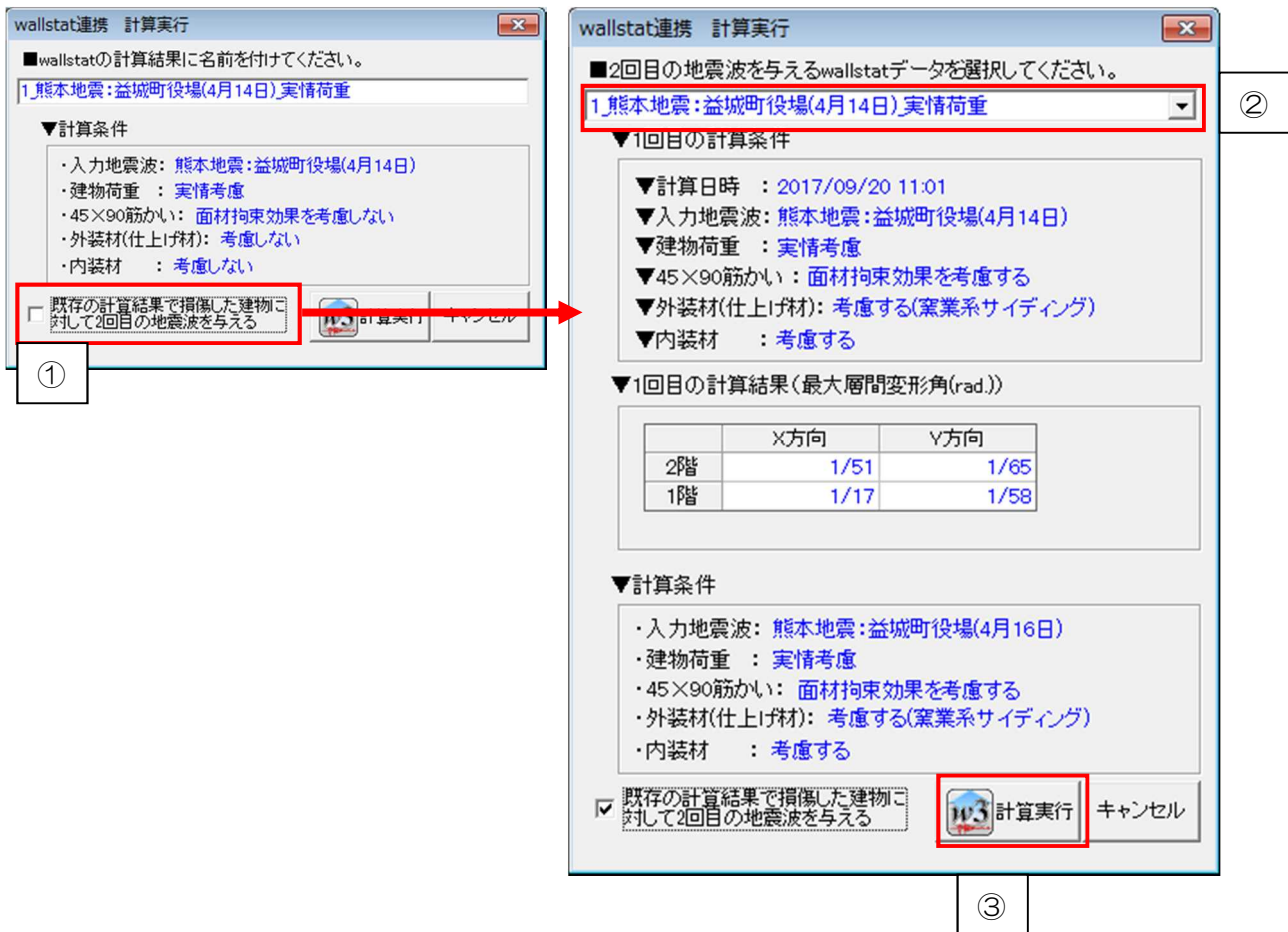 wallstat連携 計算実行
■wallstatの計算結果に名前を付けてください。
1_熊本地震：益城町役場(4月14日)_実情荷重
▼計算条件
・入力地震波： 熊本地震：益城町役場(4月14日)
・建物荷重 ： 実情考慮
・45×90筋かい： 面材拘束効果を考慮しない
・外装材(仕上げ材)： 考慮しない
・内装材 ： 考慮しない
既存の計算結果で損傷した建物に
対して2回目の地震波を与える
w3 計算実行 キャンセル
①
wallstat連携 計算実行
■2回目の地震波を与えるwallstatデータを選択してください。
1_熊本地震：益城町役場(4月14日)_実情荷重
②
▼1回目の計算条件
▼計算日時 ： 2017/09/20 11:01
▼入力地震波： 熊本地震：益城町役場(4月14日)
▼建物荷重 ： 実情考慮
▼45×90筋かい： 面材拘束効果を考慮する
▼外装材(仕上げ材)： 考慮する(窯業系サイディング)
▼内装材 ： 考慮する
▼1回目の計算結果(最大層間変形角(rad.))
X方向 Y方向
2階 1/51 1/65
1階 1/17 1/58
▼計算条件
・入力地震波： 熊本地震：益城町役場(4月16日)
・建物荷重 ： 実情考慮
・45×90筋かい： 面材拘束効果を考慮する
・外装材(仕上げ材)： 考慮する(窯業系サイディング)
・内装材 ： 考慮する
既存の計算結果で損傷した建物に
対して2回目の地震波を与える
w3 計算実行 キャンセル
③